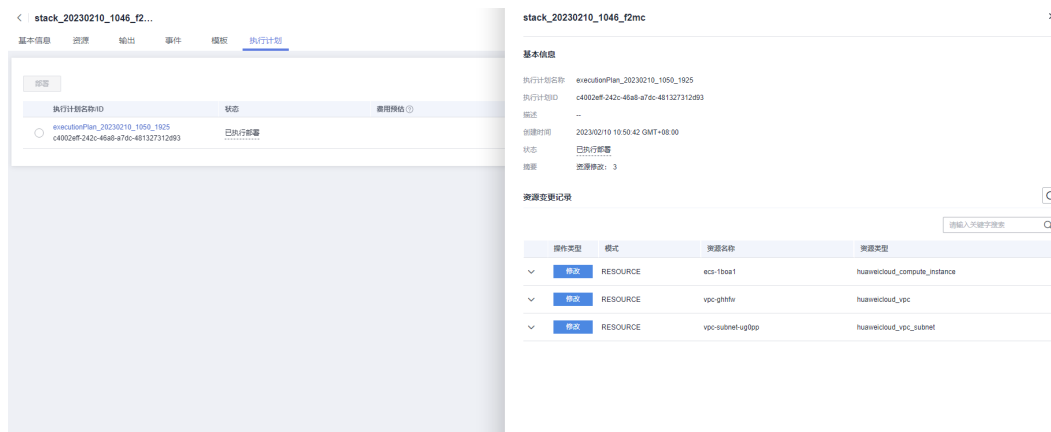 stack_20230210_1046_f2...
基本信息 资源 输出 事件 模板 执行计划
部署
执行计划名称/ID 状态 费用预估
executionPlan_20230210_1050_1925
c4002eff-242c-46a8-a7dc-481327312d93
已执行部署
stack_20230210_1046_f2mc
基本信息
执行计划名称 executionPlan_20230210_1050_1925
执行计划ID c4002eff-242c-46a8-a7dc-481327312d93
描述 --
创建时间 2023/02/10 10:50:42 GMT+08:00
状态 已执行部署
摘要 资源修改: 3
资源变更记录
请输入关键字搜索
操作类型 模式 资源名称 资源类型
修改 RESOURCE ecs-1boa1 huaweicloud_compute_instance
修改 RESOURCE vpc-ghhfw huaweicloud_vpc
修改 RESOURCE vpc-subnet-ug0pp huaweicloud_vpc_subnet